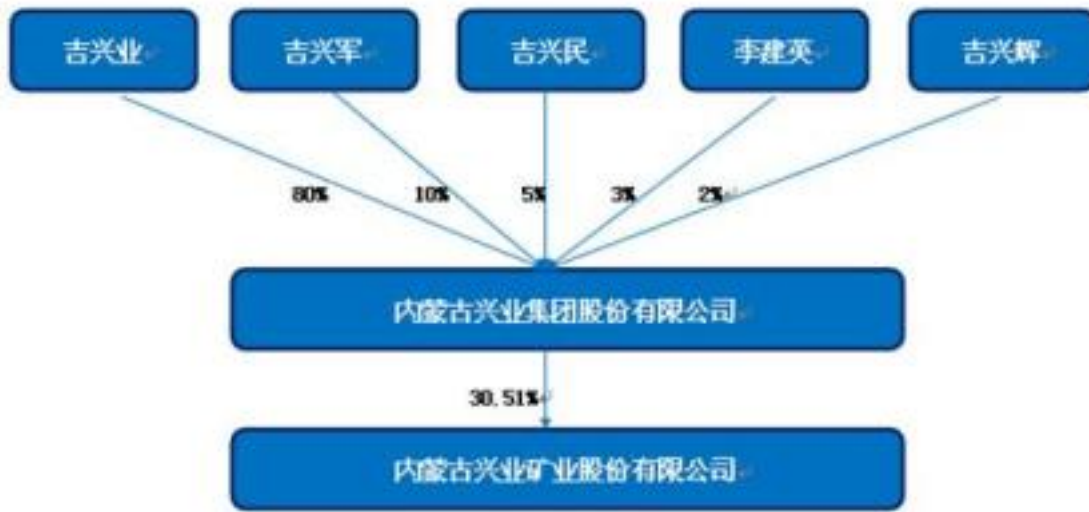 吉兴业
吉兴军
吉兴民
李建英
吉兴辉
80%
10%
5%
3%
2%
内蒙古兴业集团股份有限公司
30.51%
内蒙古兴业矿业股份有限公司